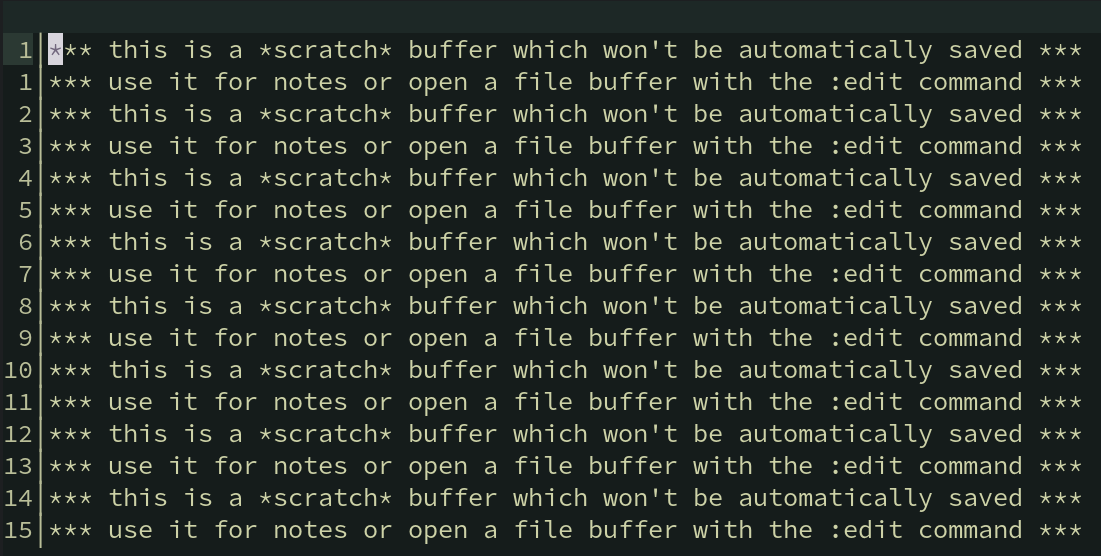 1 *** this is a *scratch* buffer which won't be automatically saved ***
1 *** use it for notes or open a file buffer with the :edit command ***
2 *** this is a *scratch* buffer which won't be automatically saved ***
3 *** use it for notes or open a file buffer with the :edit command ***
4 *** this is a *scratch* buffer which won't be automatically saved ***
5 *** use it for notes or open a file buffer with the :edit command ***
6 *** this is a *scratch* buffer which won't be automatically saved ***
7 *** use it for notes or open a file buffer with the :edit command ***
8 *** this is a *scratch* buffer which won't be automatically saved ***
9 *** use it for notes or open a file buffer with the :edit command ***
10 *** this is a *scratch* buffer which won't be automatically saved ***
11 *** use it for notes or open a file buffer with the :edit command ***
12 *** this is a *scratch* buffer which won't be automatically saved ***
13 *** use it for notes or open a file buffer with the :edit command ***
14 *** this is a *scratch* buffer which won't be automatically saved ***
15 *** use it for notes or open a file buffer with the :edit command ***